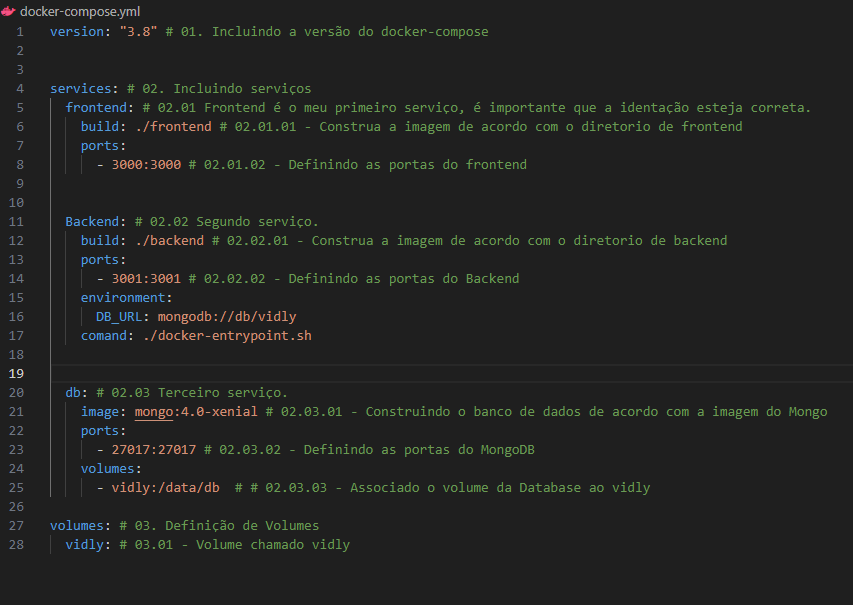 docker-compose.yml
1 version: "3.8" # 01. Incluindo a versão do docker-compose
2
3
4 services: # 02. Incluindo serviços
5 frontend: # 02.01 Frontend é o meu primeiro serviço, é importante que a identação esteja correta.
6 build: ./frontend # 02.01.01 - Construa a imagem de acordo com o diretorio de frontend
7 ports:
8 - 3000:3000 # 02.01.02 - Definindo as portas do frontend
9
10
11 Backend: # 02.02 Segundo serviço.
12 build: ./backend # 02.02.01 - Construa a imagem de acordo com o diretorio de backend
13 ports:
14 - 3001:3001 # 02.02.02 - Definindo as portas do Backend
15 environment:
16 DB_URL: mongodb://db/vidly
17 comand: ./docker-entrypoint.sh
18
19
20 db: # 02.03 Terceiro serviço.
21 image: mongo:4.0-xenial # 02.03.01 - Construindo o banco de dados de acordo com a imagem do Mongo
22 ports:
23 - 27017:27017 # 02.03.02 - Definindo as portas do MongoDB
24 volumes:
25 - vidly:/data/db # # 02.03.03 - Associado o volume da Database ao vidly
26
27 volumes: # 03. Definição de Volumes
28 vidly: # 03.01 - Volume chamado vidly